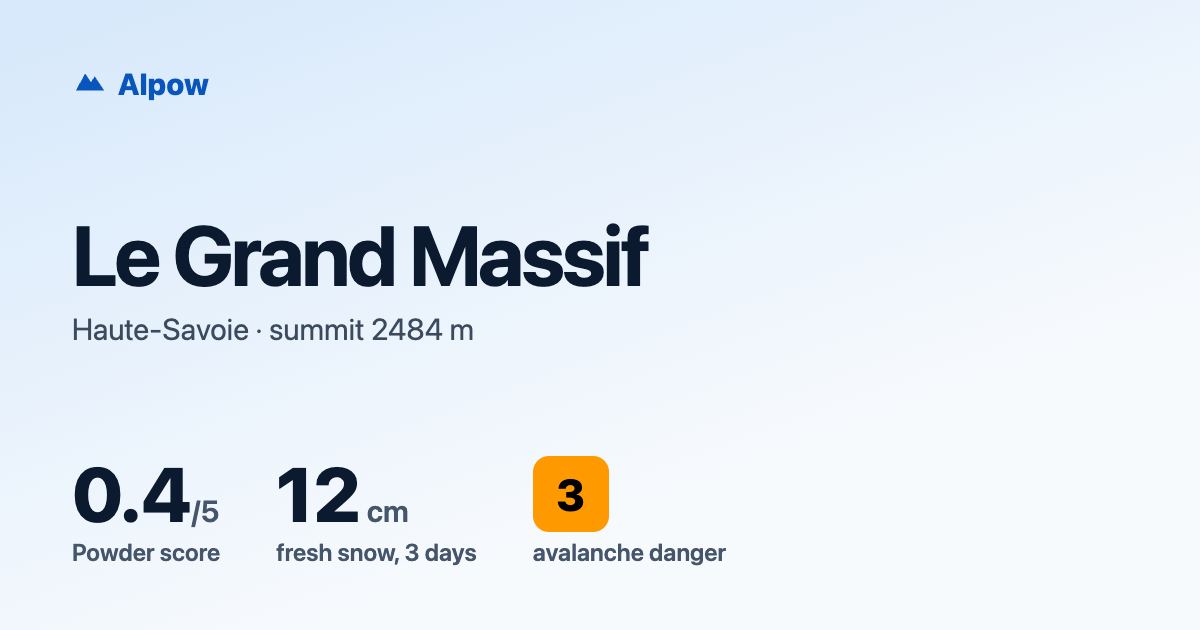 Alpow
Le Grand Massif
Haute-Savoie · summit 2484 m
0.4/5
Powder score
12 cm
fresh snow, 3 days
3
avalanche danger